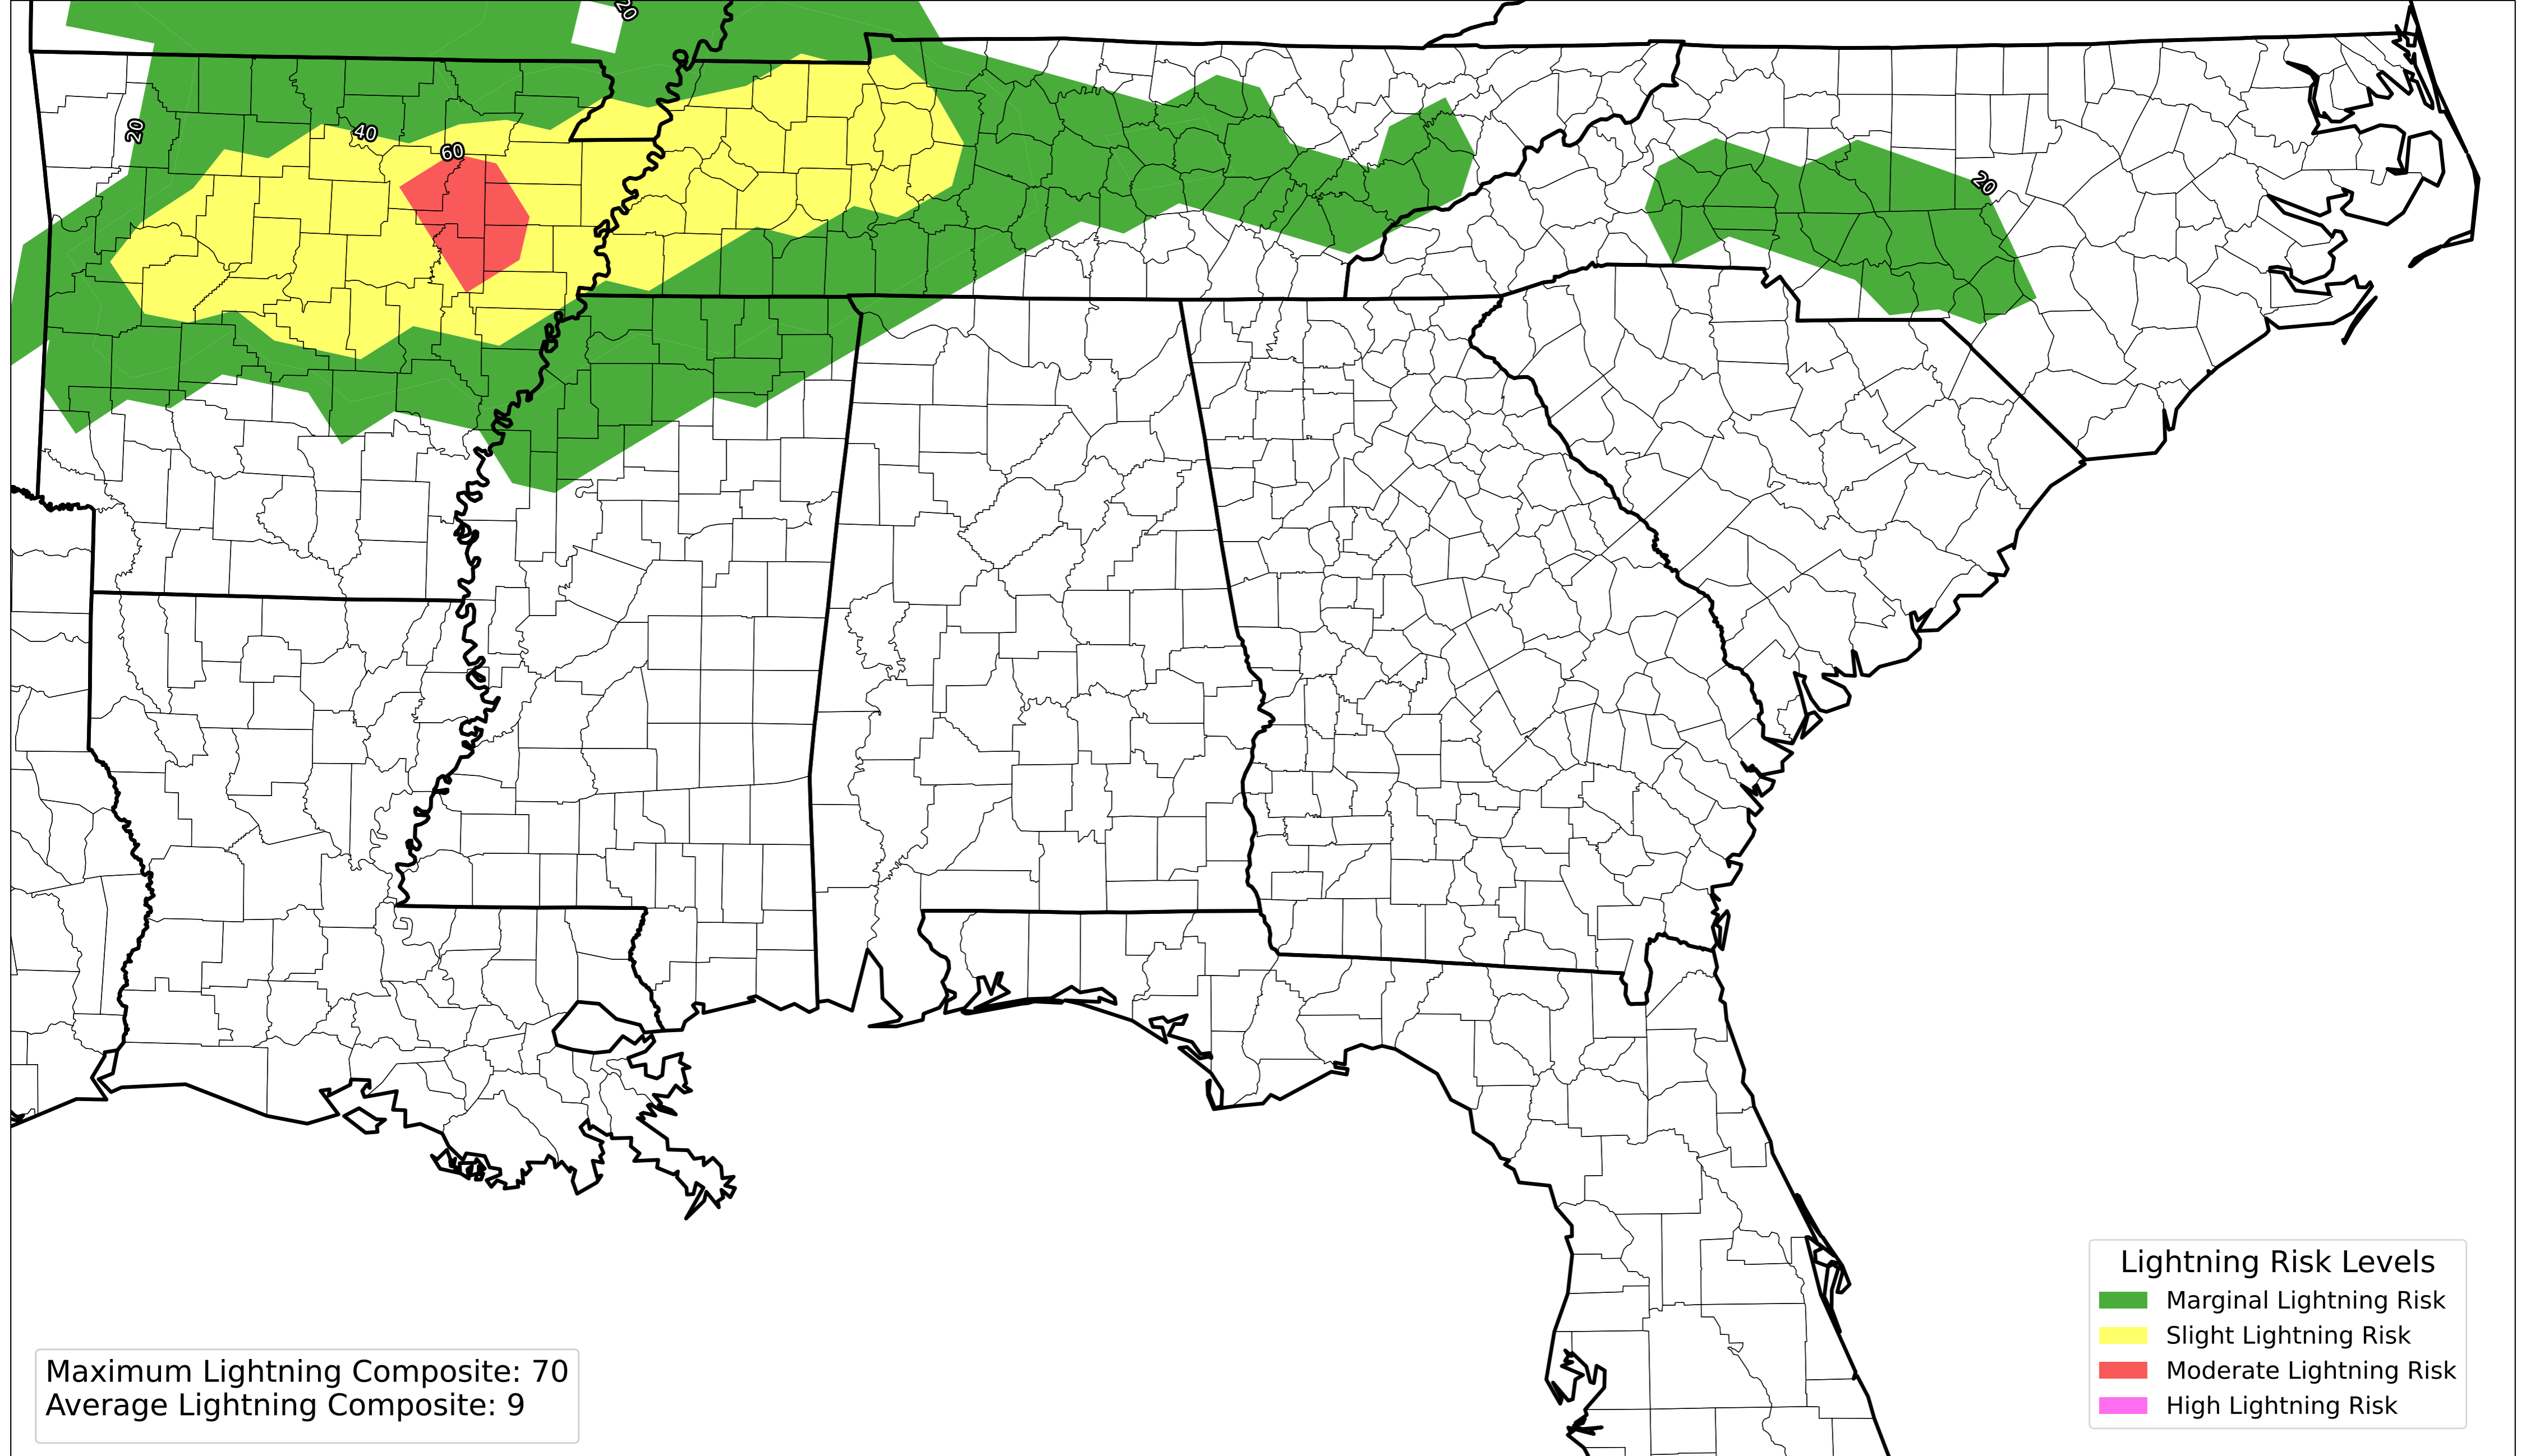 20
20
40
60
20
Maximum Lightning Composite: 70
Average Lightning Composite: 9
Lightning Risk Levels
Marginal Lightning Risk
Slight Lightning Risk
Moderate Lightning Risk
High Lightning Risk